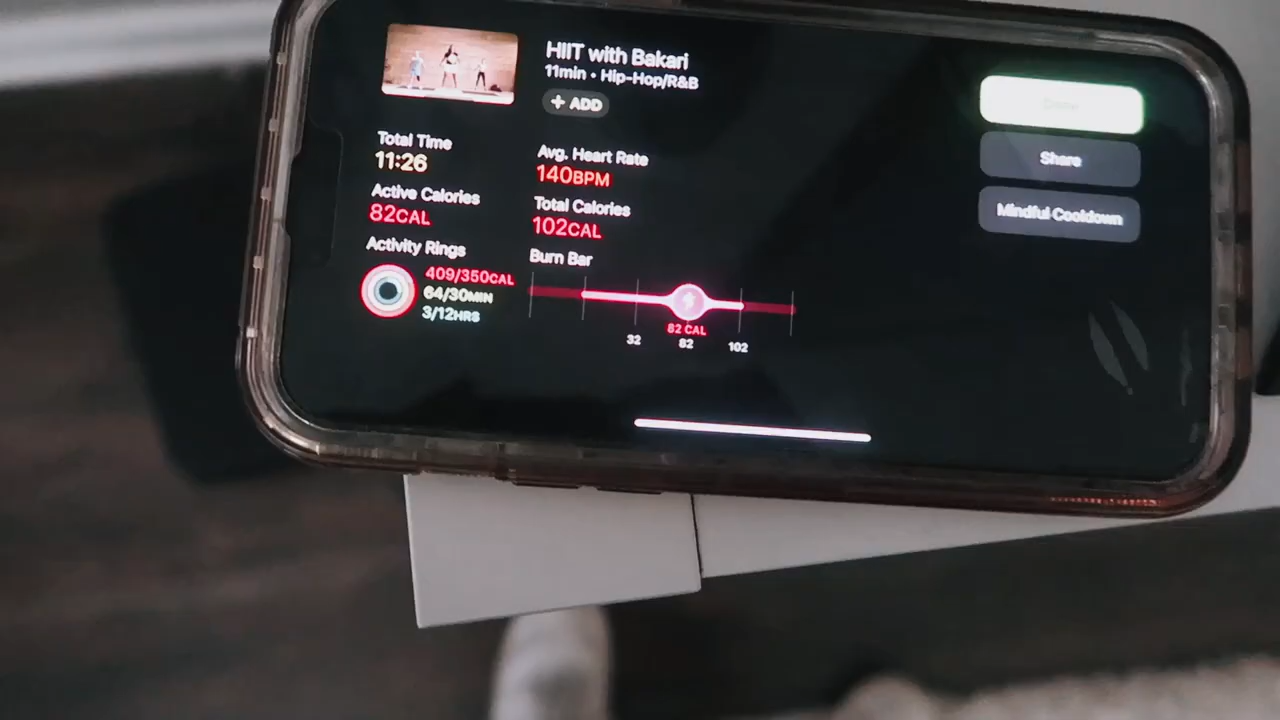 HIIT with Bakari
11min • Hip-Hop/R&B
+ ADD
Total Time
11:26
Avg. Heart Rate
140BPM
Active Calories
82CAL
Total Calories
102CAL
Activity Rings
409/350CAL
64/30MIN
3/12HRS
Burn Bar
82 CAL
32
82
102
Done
Share
Mindful Cooldown